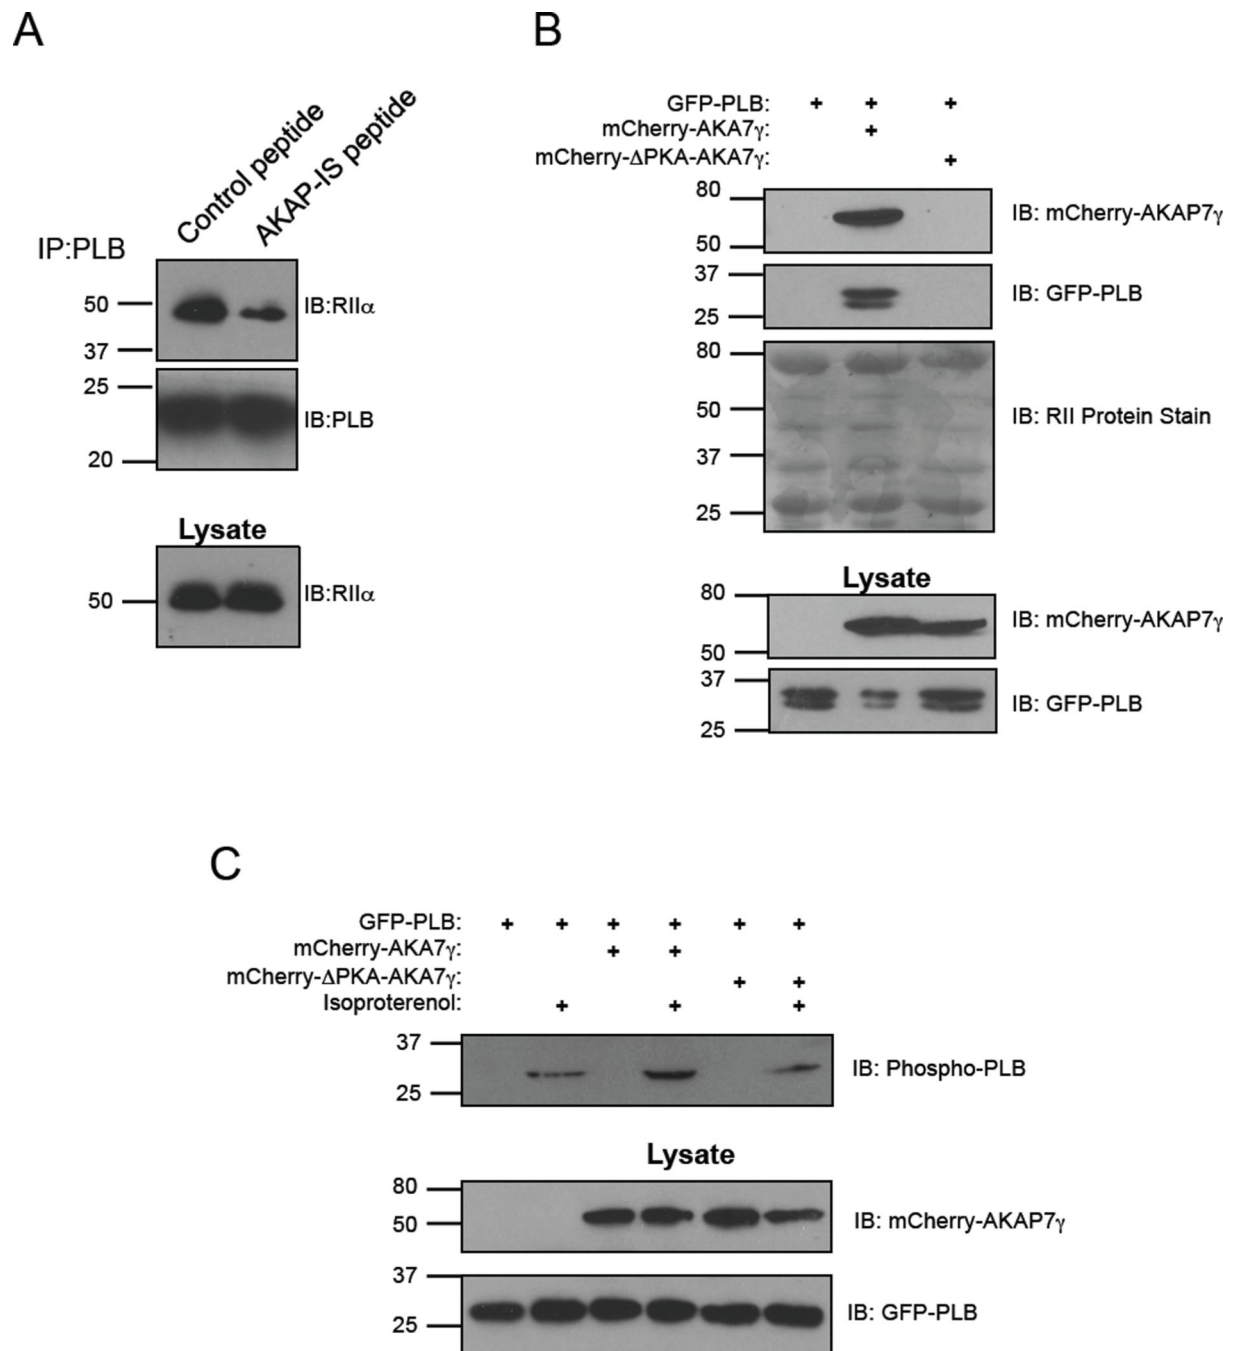 A
Control peptide
AKAP-IS peptide
IP:PLB
50
37
IB:RIIα
25
20
IB:PLB
Lysate
50
IB:RIIα
B
GFP-PLB: + + +
mCherry-AKA7γ: +
mCherry-ΔPKA-AKA7γ: +
80
50
IB: mCherry-AKAP7γ
37
25
IB: GFP-PLB
80
50
37
25
IB: RII Protein Stain
Lysate
80
50
IB: mCherry-AKAP7γ
37
25
IB: GFP-PLB
C
GFP-PLB: + + + + + +
mCherry-AKA7γ: + +
mCherry-ΔPKA-AKA7γ: + +
Isoproterenol: + + +
37
25
IB: Phospho-PLB
Lysate
80
50
IB: mCherry-AKAP7γ
37
25
IB: GFP-PLB